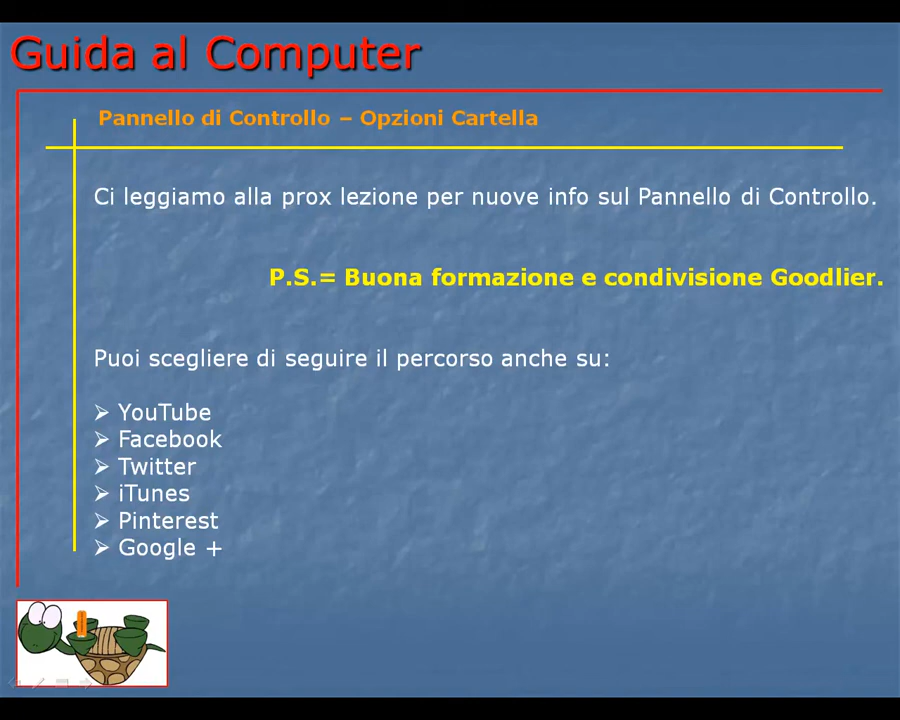 Guida al Computer
Pannello di Controllo – Opzioni Cartella
Ci leggiamo alla prox lezione per nuove info sul Pannello di Controllo.
P.S.= Buona formazione e condivisione Goodlier.
Puoi scegliere di seguire il percorso anche su:
YouTube
Facebook
Twitter
iTunes
Pinterest
Google +